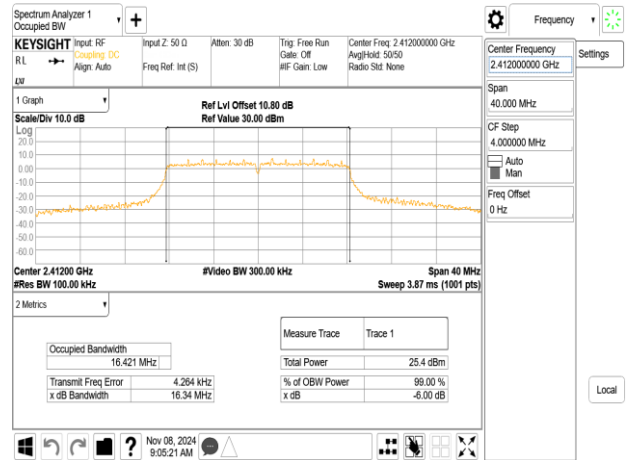 Spectrum Analyzer 1
Occupied BW
Frequency
KEYSIGHT
RL
LXI
Input: RF
Coupling: DC
Align: Auto
Input Z: 50 Ω
Freq Ref: Int (S)
Atten: 30 dB
Trig: Free Run
Gate: Off
#IF Gain: Low
Center Freq: 2.412000000 GHz
Avg|Hold: 50/50
Radio Std: None
Center Frequency
2.412000000 GHz
Settings
Span
40.000 MHz
CF Step
4.000000 MHz
Auto
Man
Freq Offset
0 Hz
Local
1 Graph
Scale/Div 10.0 dB
Ref Lvl Offset 10.80 dB
Ref Value 30.00 dBm
Log
20.0
10.0
0.00
-10.0
-20.0
-30.0
-40.0
-50.0
-60.0
Center 2.41200 GHz
#Video BW 300.00 kHz
Span 40 MHz
#Res BW 100.00 kHz
Sweep 3.87 ms (1001 pts)
2 Metrics
Measure Trace Trace 1
Occupied Bandwidth
16.421 MHz
Total Power 25.4 dBm
Transmit Freq Error 4.264 kHz
% of OBW Power 99.00 %
x dB Bandwidth 16.34 MHz
x dB -6.00 dB
?
Nov 08, 2024
9:05:21 AM